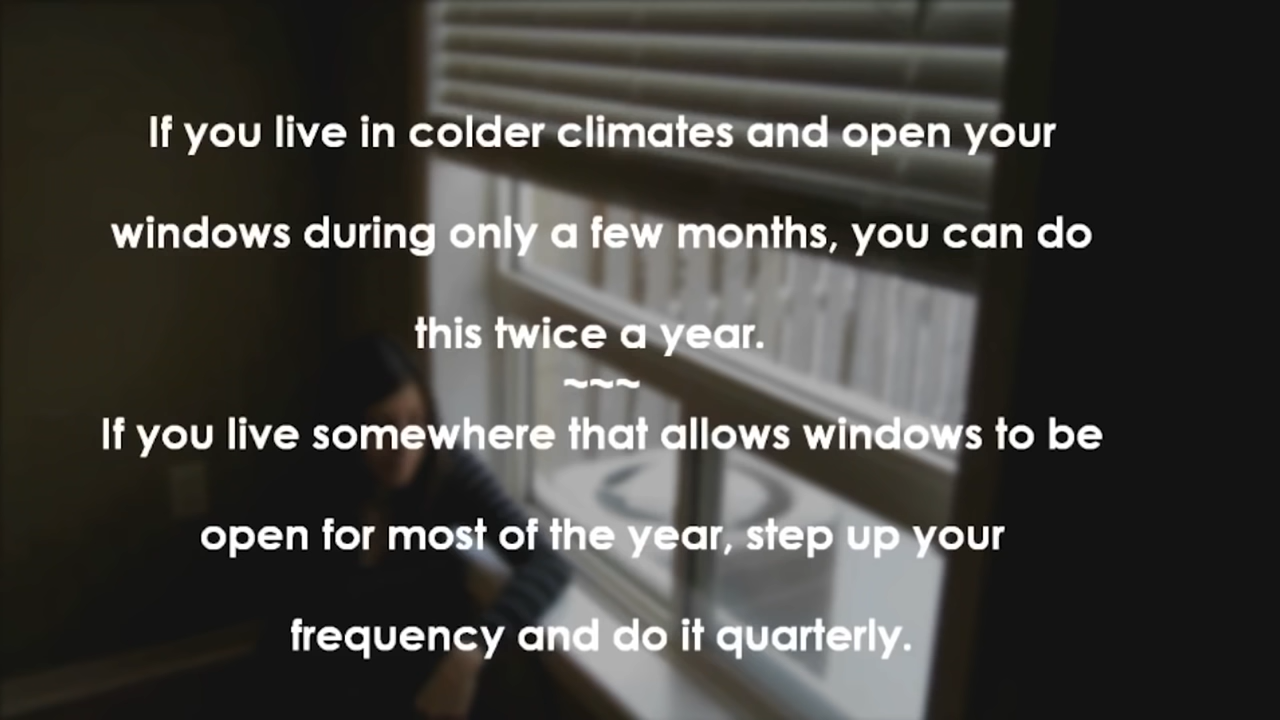 If you live in colder climates and open your
windows during only a few months, you can do
this twice a year.
~~~
If you live somewhere that allows windows to be
open for most of the year, step up your
frequency and do it quarterly.